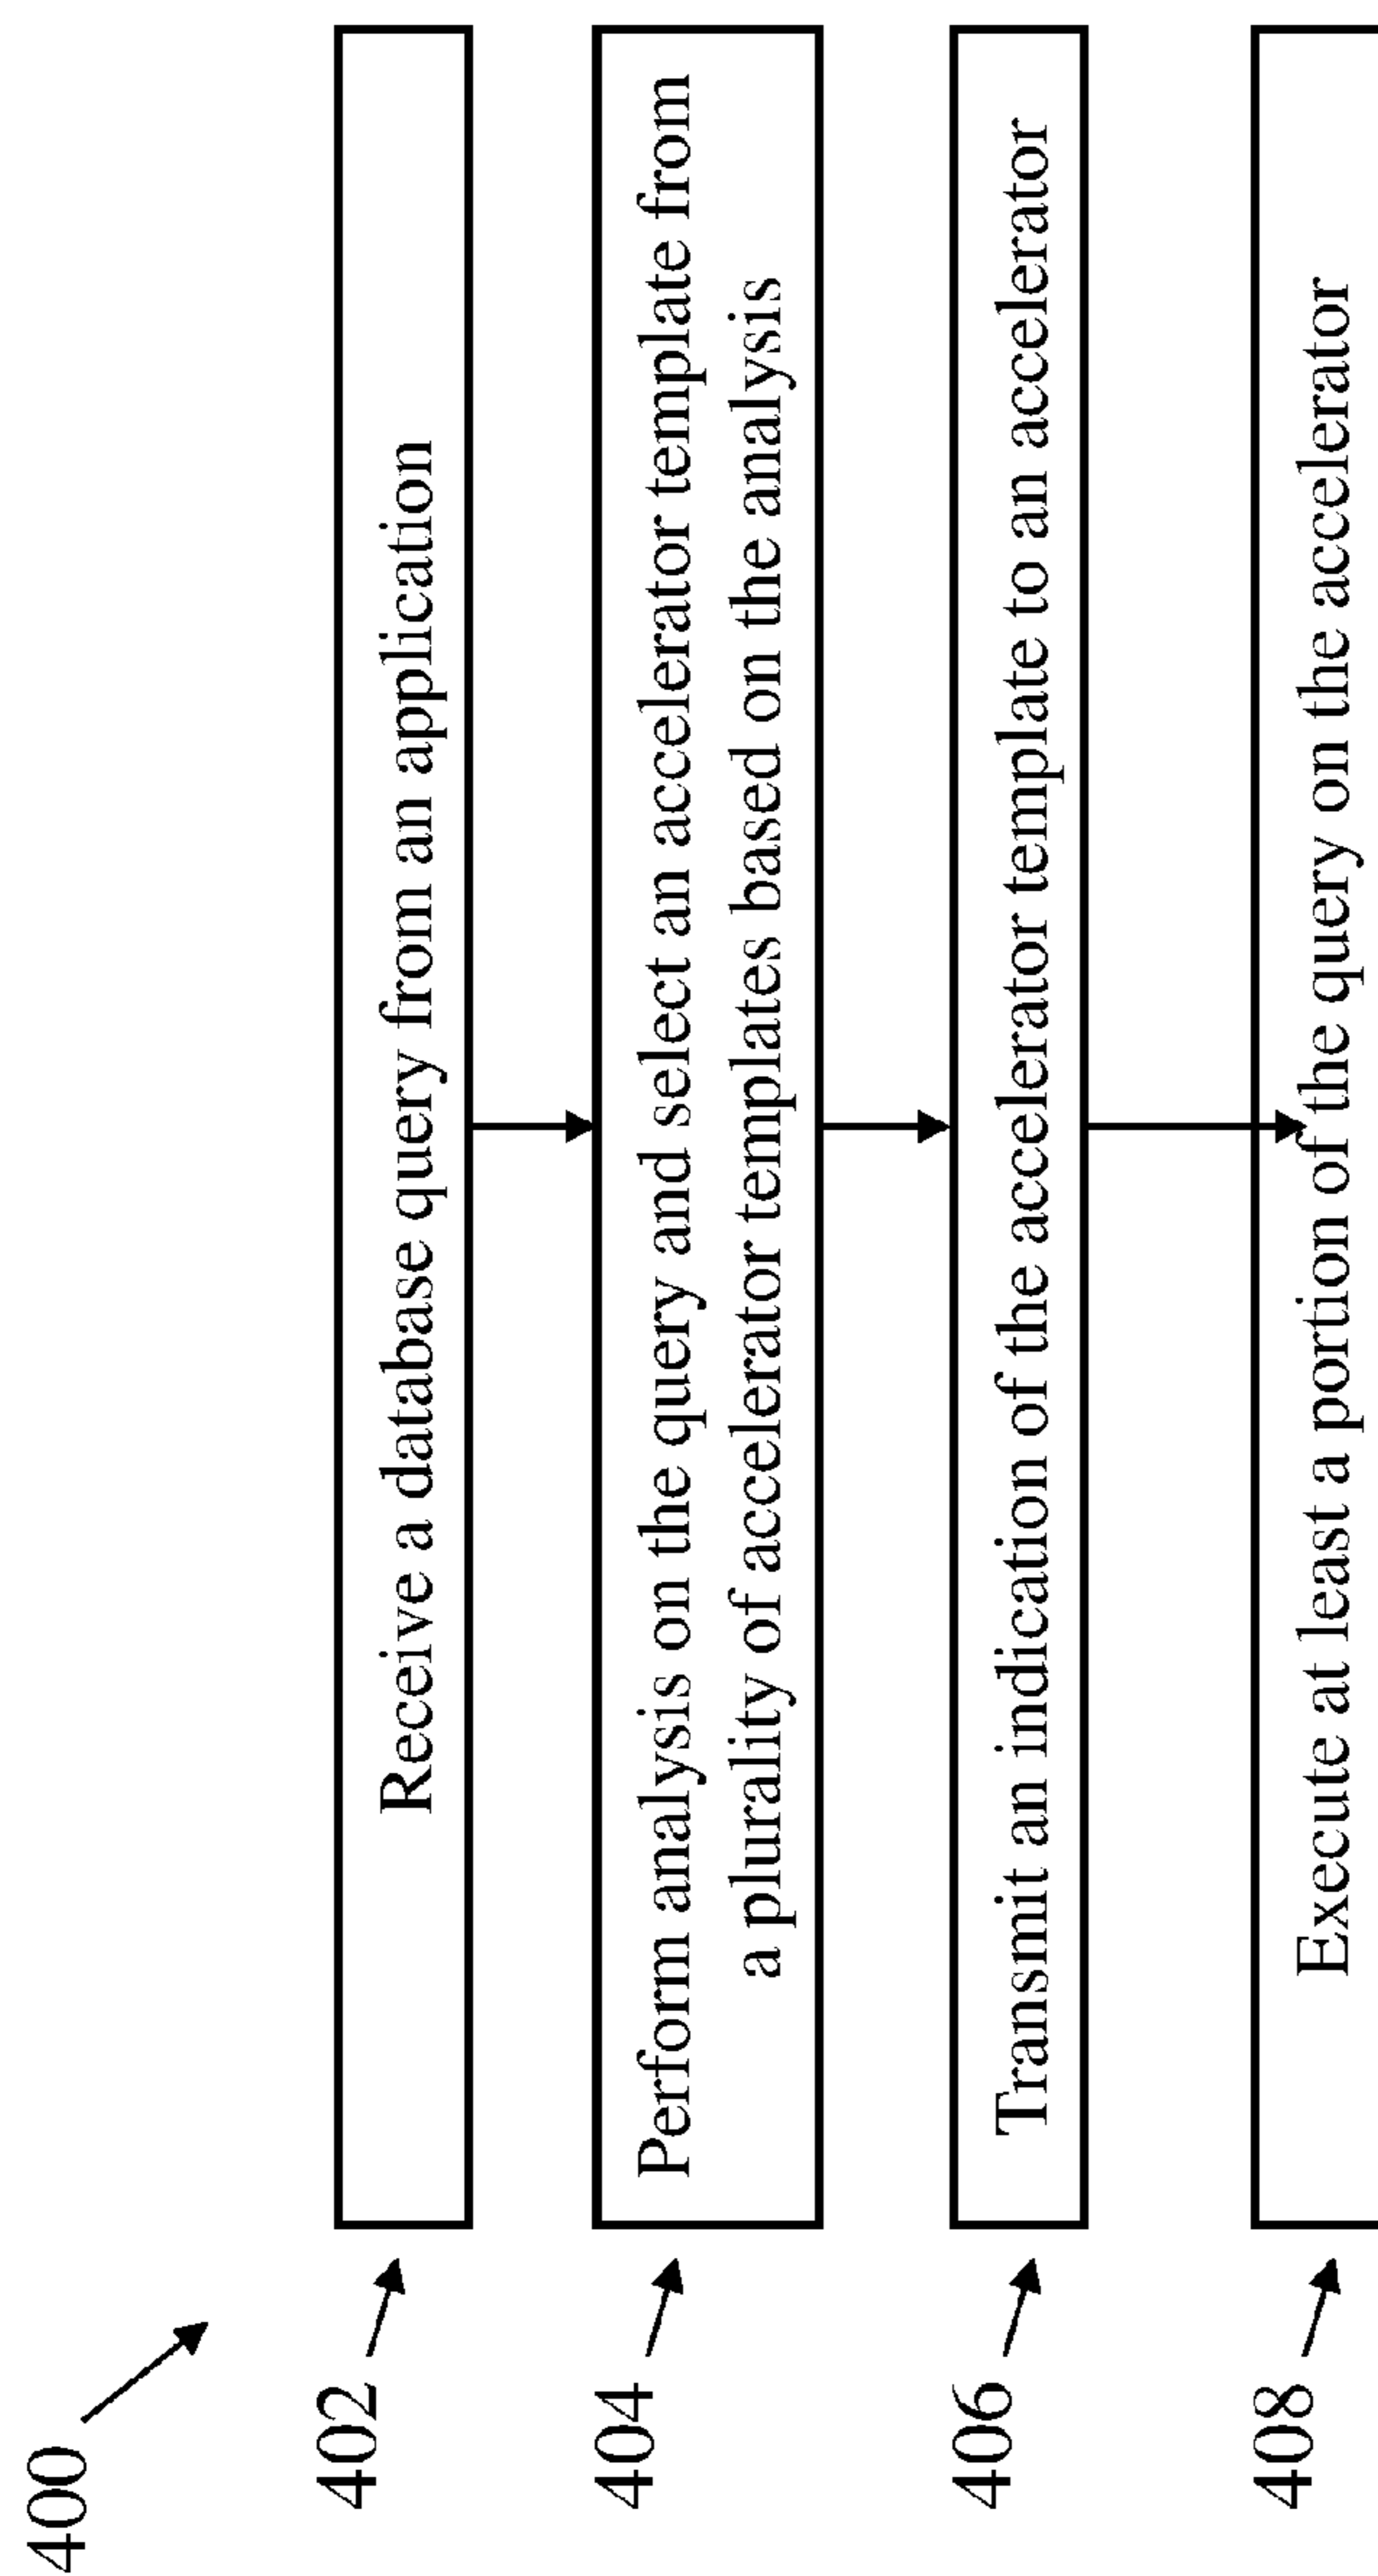 400
402
Receive a database query from an application
404
Perform analysis on the query and select an accelerator template from
a plurality of accelerator templates based on the analysis
406
Transmit an indication of the accelerator template to an accelerator
408
Execute at least a portion of the query on the accelerator